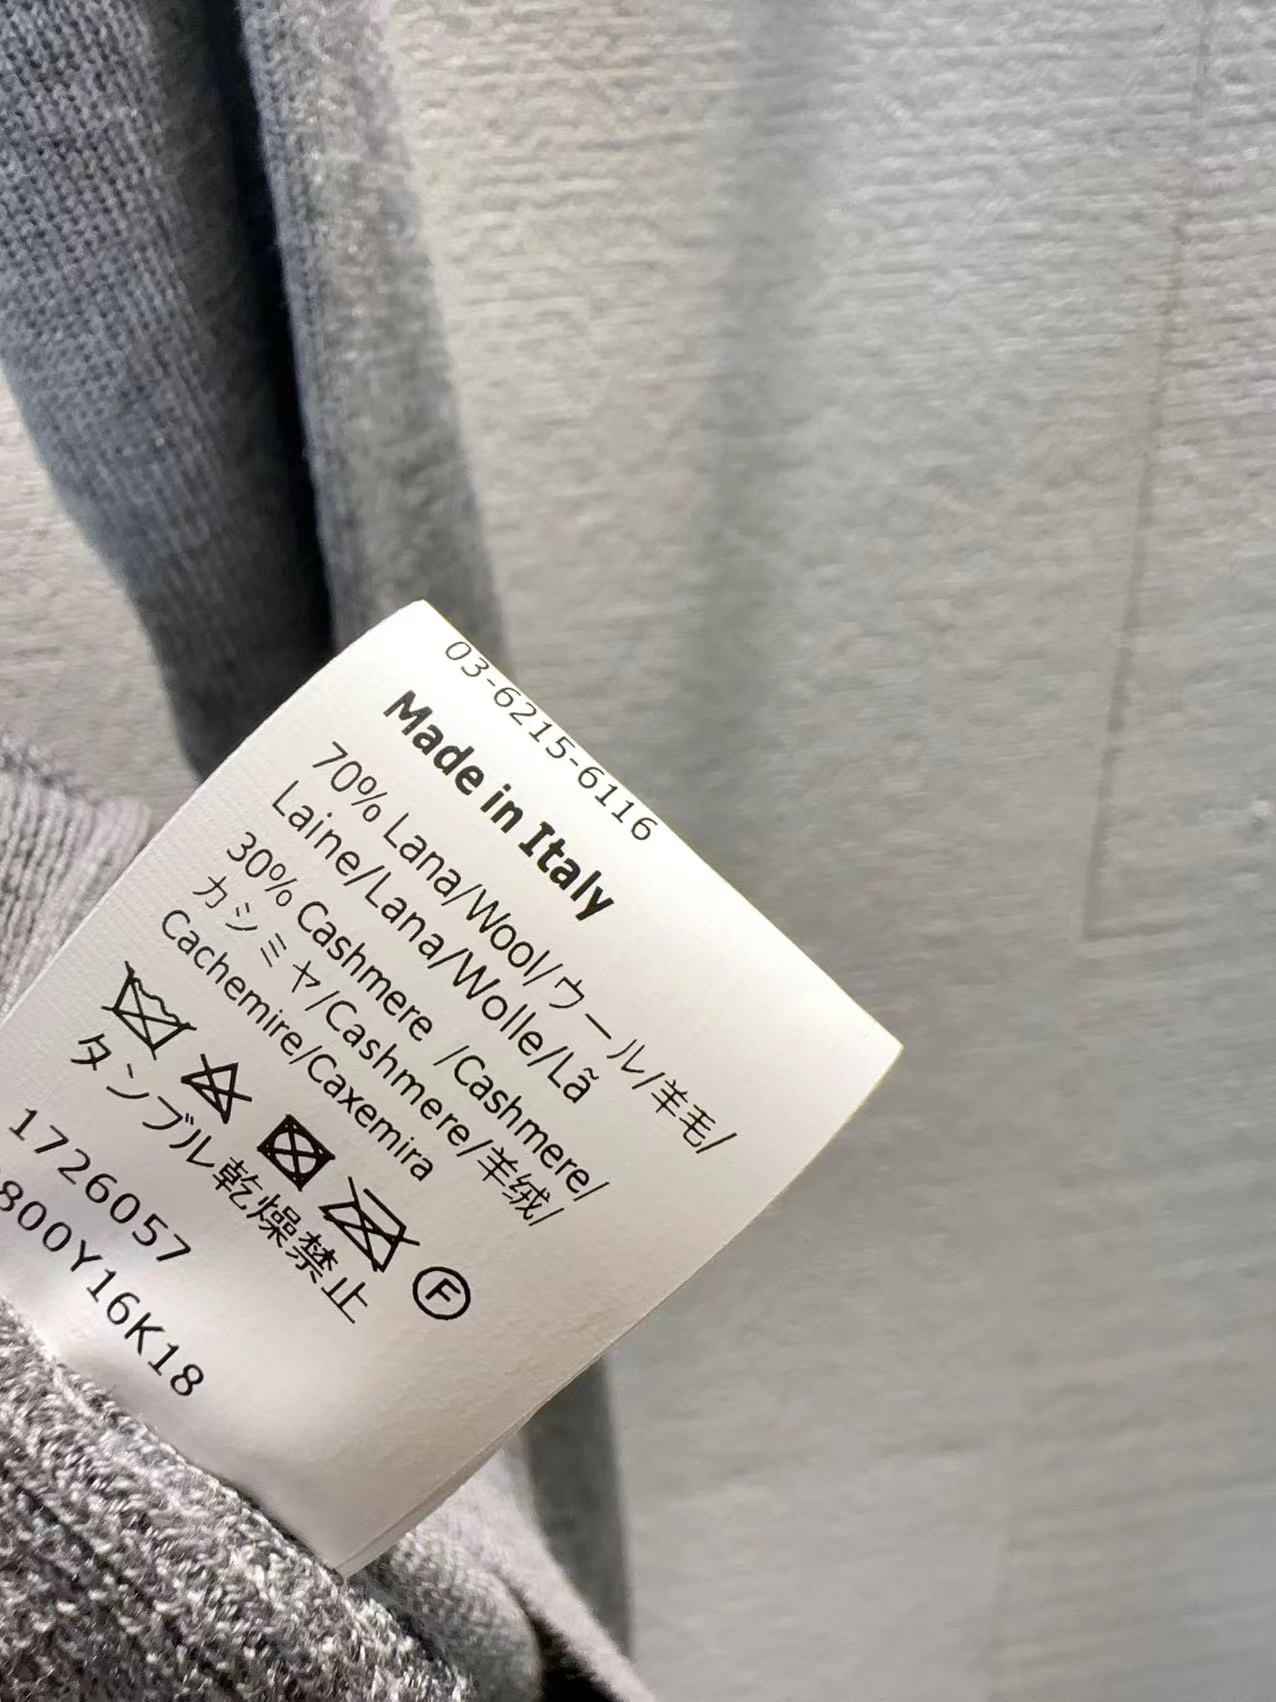 03-6215-6116
Made in Italy
70% Lana/Wool/ウール/羊毛/
Laine/Lana/Wolle/Lã
30% Cashmere /Cashmere/
カシミヤ/Cashmere/羊绒/
Cachemire/Caxemira
F
タンブル乾燥禁止
1726057
800Y16K18